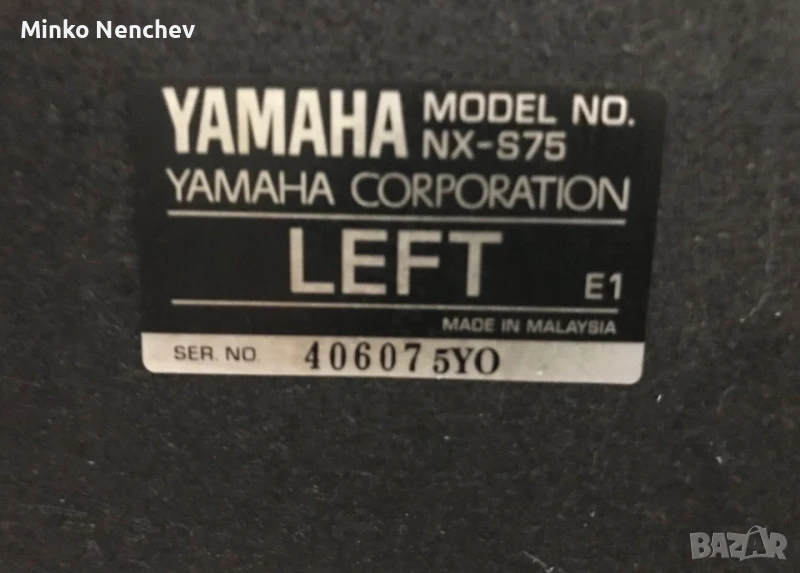 Minko Nenchev
YAMAHA MODEL NO.
NX-S75
YAMAHA CORPORATION
LEFT E1
MADE IN MALAYSIA
SER. NO. 406075YO
BAZAR